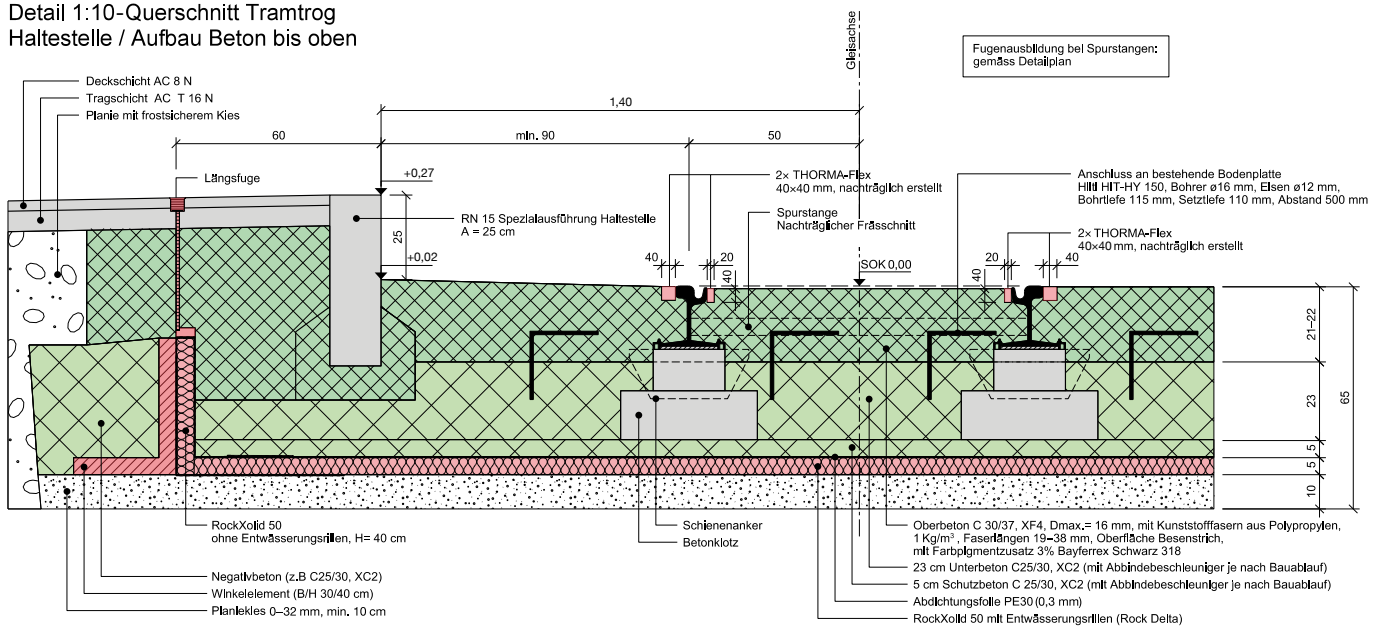 Detail 1:10-Querschnitt Tramtrog
Haltestelle / Aufbau Beton bis oben
Deckschicht AC 8 N
Tragschicht AC T 16 N
Planie mit frostsicherem Kies
Längsfuge
60
1,40
min. 90
50
Gleisachse
Fugenausbildung bei Spurstangen:
gemäss Detailplan
+0,27
25
+0,02
RN 15 Spezialausführung Haltestelle
A = 25 cm
2× THORMA-Flex
40×40 mm, nachträglich erstellt
Spurstange
Nachträglicher Frässchnitt
40
20
40
SOK 0,00
Anschluss an bestehende Bodenplatte
Hilti HIT-HY 150, Bohrer ø16 mm, Eisen ø12 mm,
Bohrtiefe 115 mm, Setztiefe 110 mm, Abstand 500 mm
2× THORMA-Flex
40×40 mm, nachträglich erstellt
20
40
40
21–22
23
5
5
10
65
RockXolid 50
ohne Entwässerungsrillen, H= 40 cm
Negativbeton (z.B C25/30, XC2)
Winkelelement (B/H 30/40 cm)
Planiekies 0–32 mm, min. 10 cm
Schienenanker
Betonklotz
Oberbeton C 30/37, XF4, Dmax.= 16 mm, mit Kunststofffasern aus Polypropylen,
1 Kg/m³, Faserlängen 19–38 mm, Oberfläche Besenstrich,
mit Farbpigmentzusatz 3% Bayferrex Schwarz 318
23 cm Unterbeton C25/30, XC2 (mit Abbindebeschleuniger je nach Bauablauf)
5 cm Schutzbeton C 25/30, XC2 (mit Abbindebeschleuniger je nach Bauablauf)
Abdichtungsfolie PE30 (0,3 mm)
RockXolid 50 mit Entwässerungsrillen (Rock Delta)